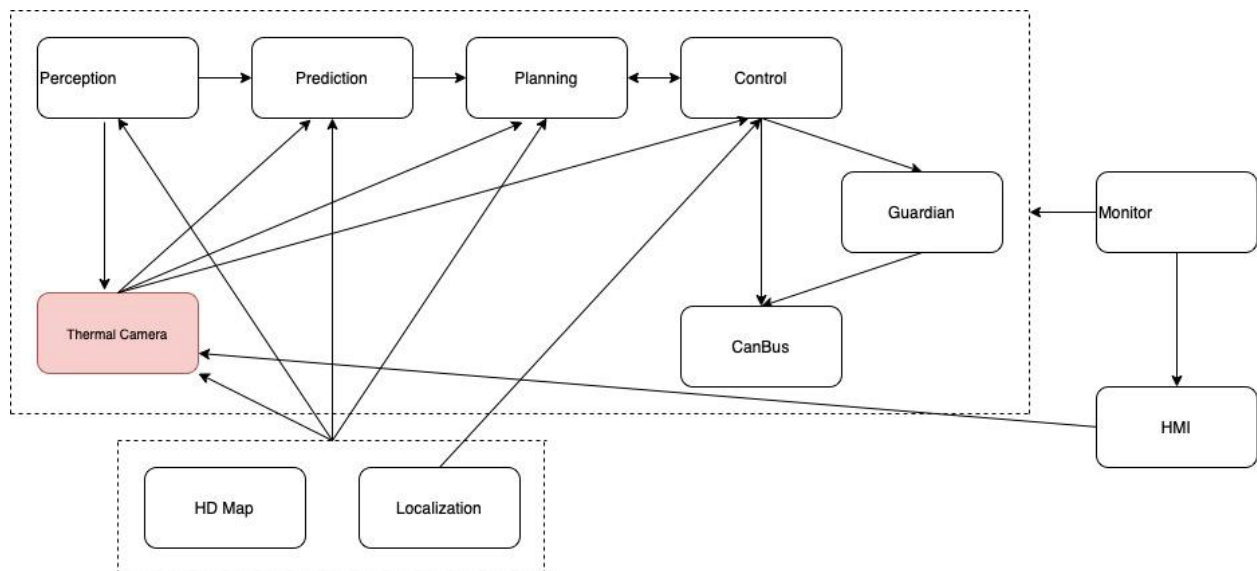 Perception
Prediction
Planning
Control
Guardian
Monitor
Thermal Camera
CanBus
HMI
HD Map
Localization